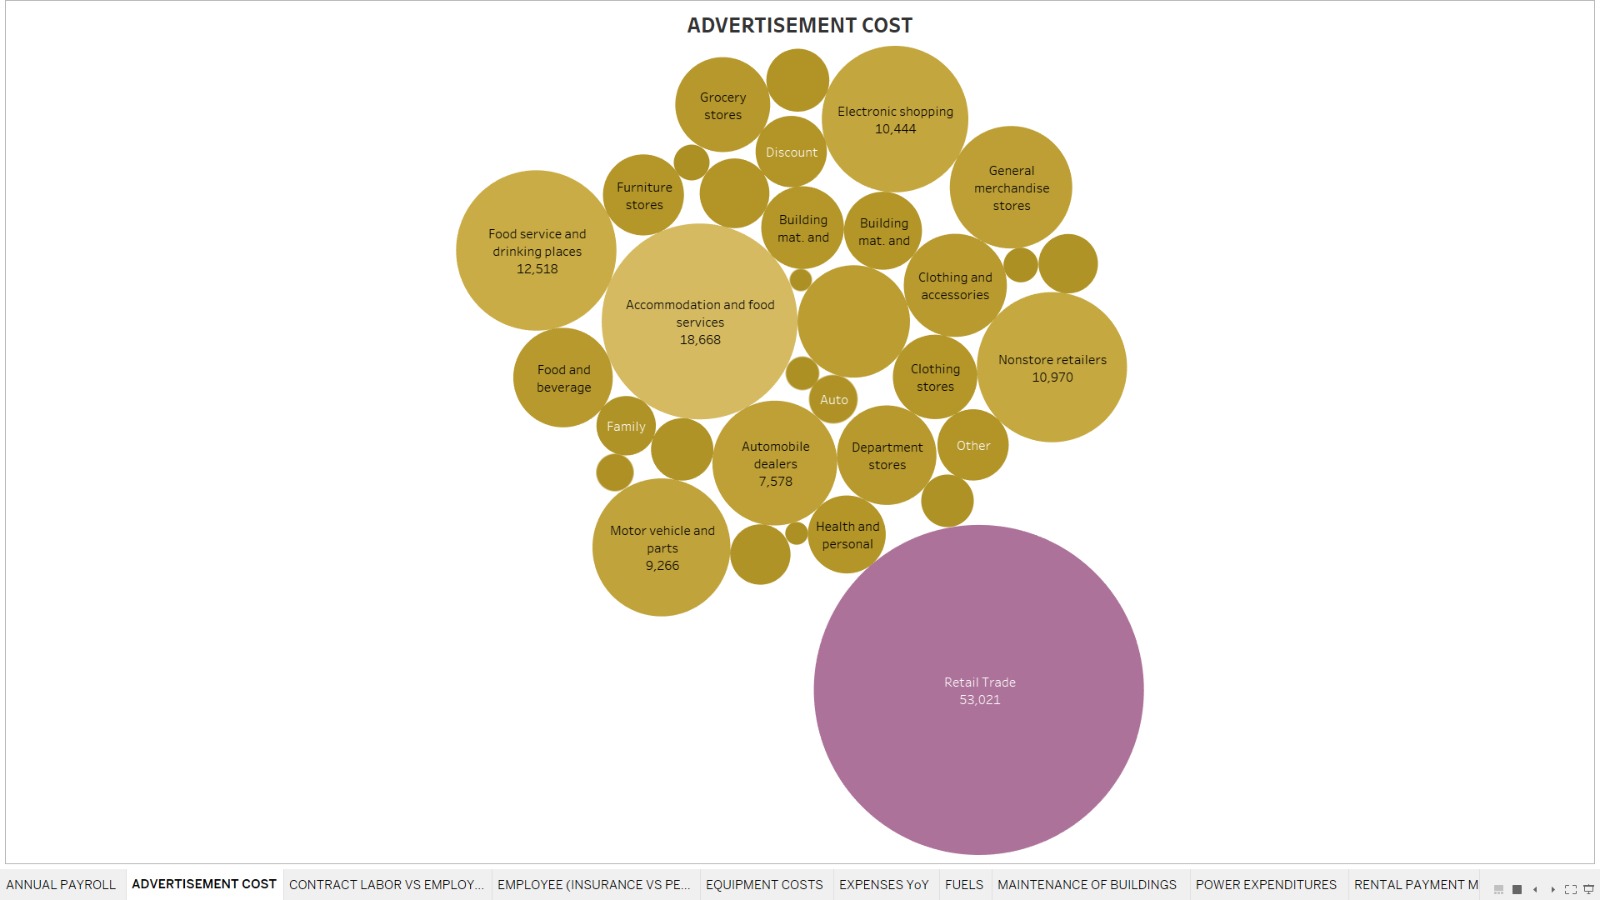 ADVERTISEMENT COST
Grocery
stores
Electronic shopping
10,444
Discount
General
merchandise
stores
Furniture
stores
Building
mat. and
Building
mat. and
Food service and
drinking places
12,518
Clothing and
accessories
Accommodation and food
services
18,668
Nonstore retailers
10,970
Food and
beverage
Clothing
stores
Auto
Family
Other
Automobile
dealers
7,578
Department
stores
Motor vehicle and
parts
9,266
Health and
personal
Retail Trade
53,021
ANNUAL PAYROLL
ADVERTISEMENT COST
CONTRACT LABOR VS EMPLOY...
EMPLOYEE (INSURANCE VS PE...
EQUIPMENT COSTS
EXPENSES YoY
FUELS
MAINTENANCE OF BUILDINGS
POWER EXPENDITURES
RENTAL PAYMENT M